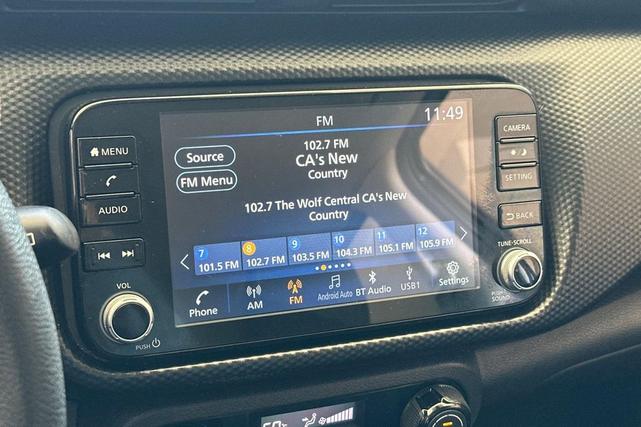 FM
11:49
102.7 FM
CA's New
Country
Source
FM Menu
102.7 The Wolf Central CA's New
Country
7 8 9 10 11 12
101.5 FM 102.7 FM 103.5 FM 104.3 FM 105.1 FM 105.9 FM
Phone AM FM Android Auto BT Audio USB1 Settings
MENU
AUDIO
VOL
PUSH
CAMERA
SETTING
BACK
TUNE-SCROLL
PUSH
SOUND